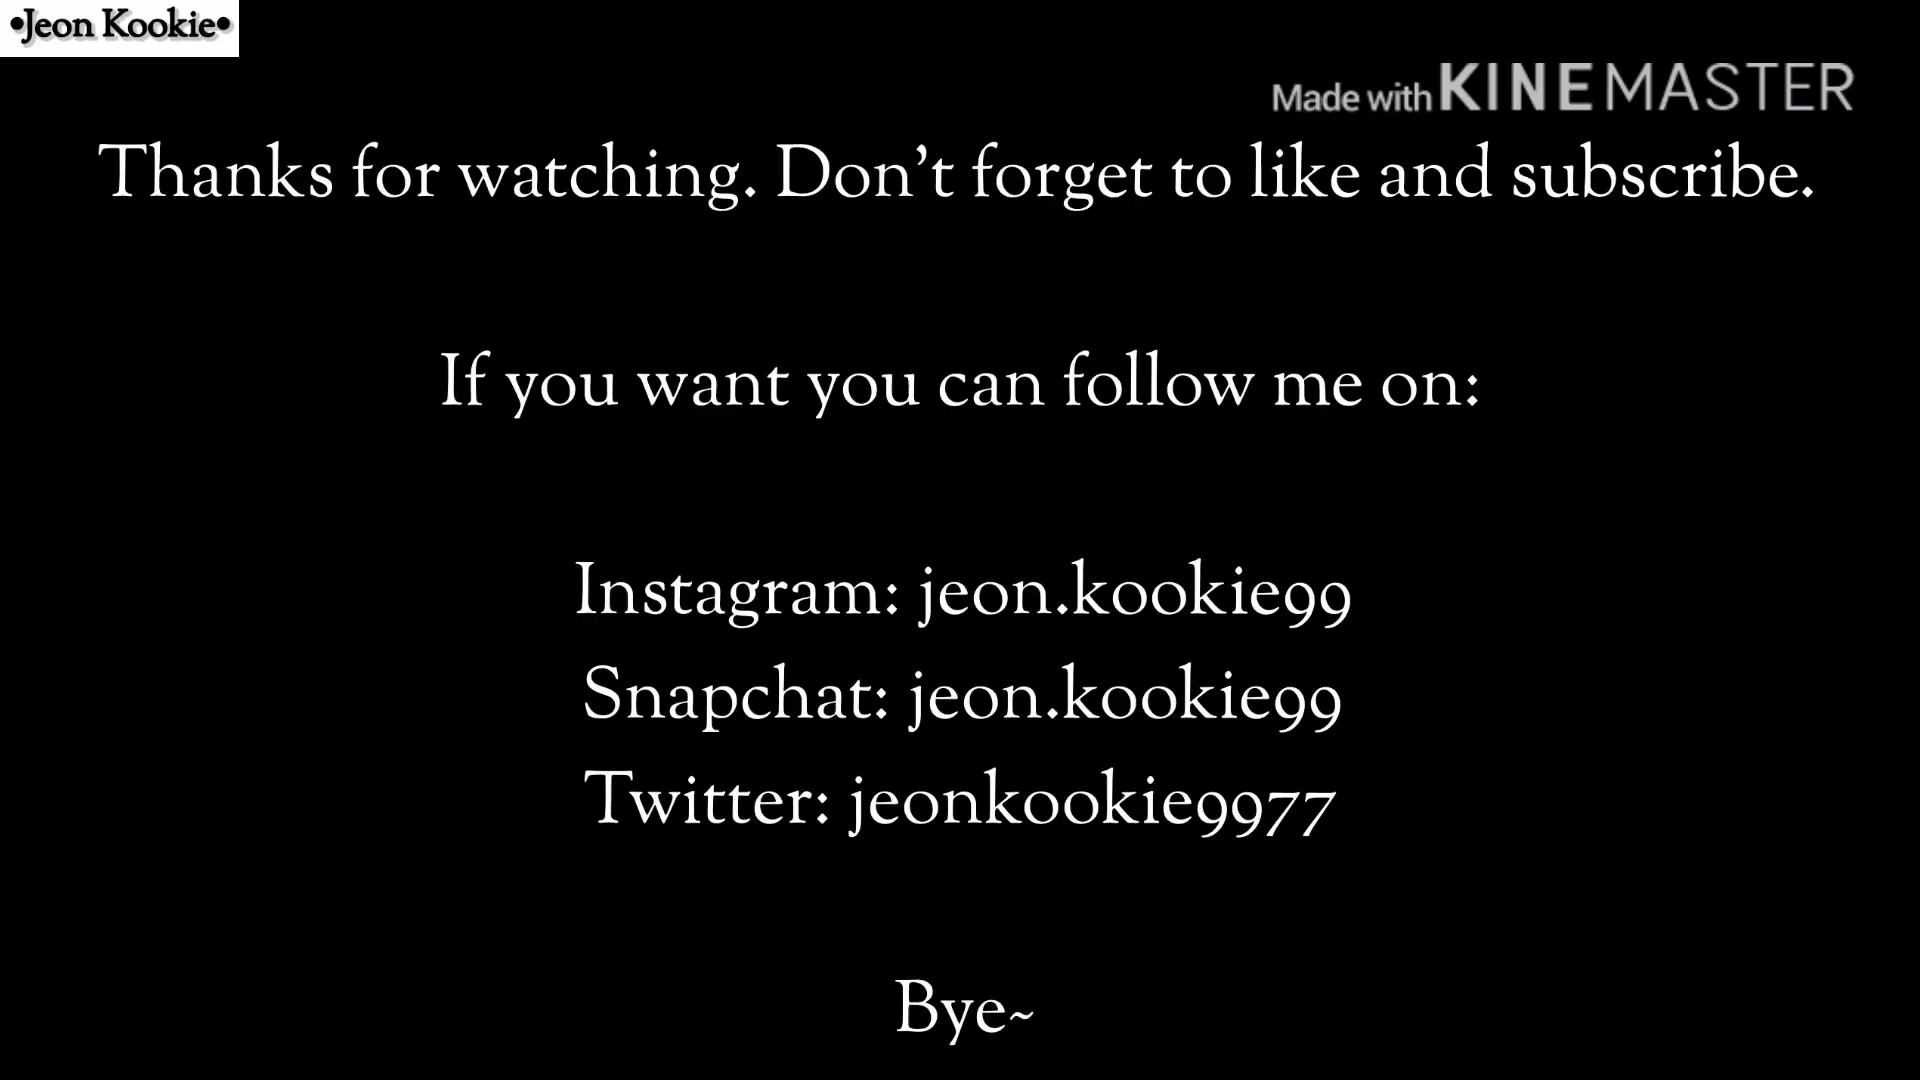 •Jeon Kookie•
Made with KINEMASTER
Thanks for watching. Don't forget to like and subscribe.
If you want you can follow me on:
Instagram: jeon.kookie99
Snapchat: jeon.kookie99
Twitter: jeonkookie9977
Bye~